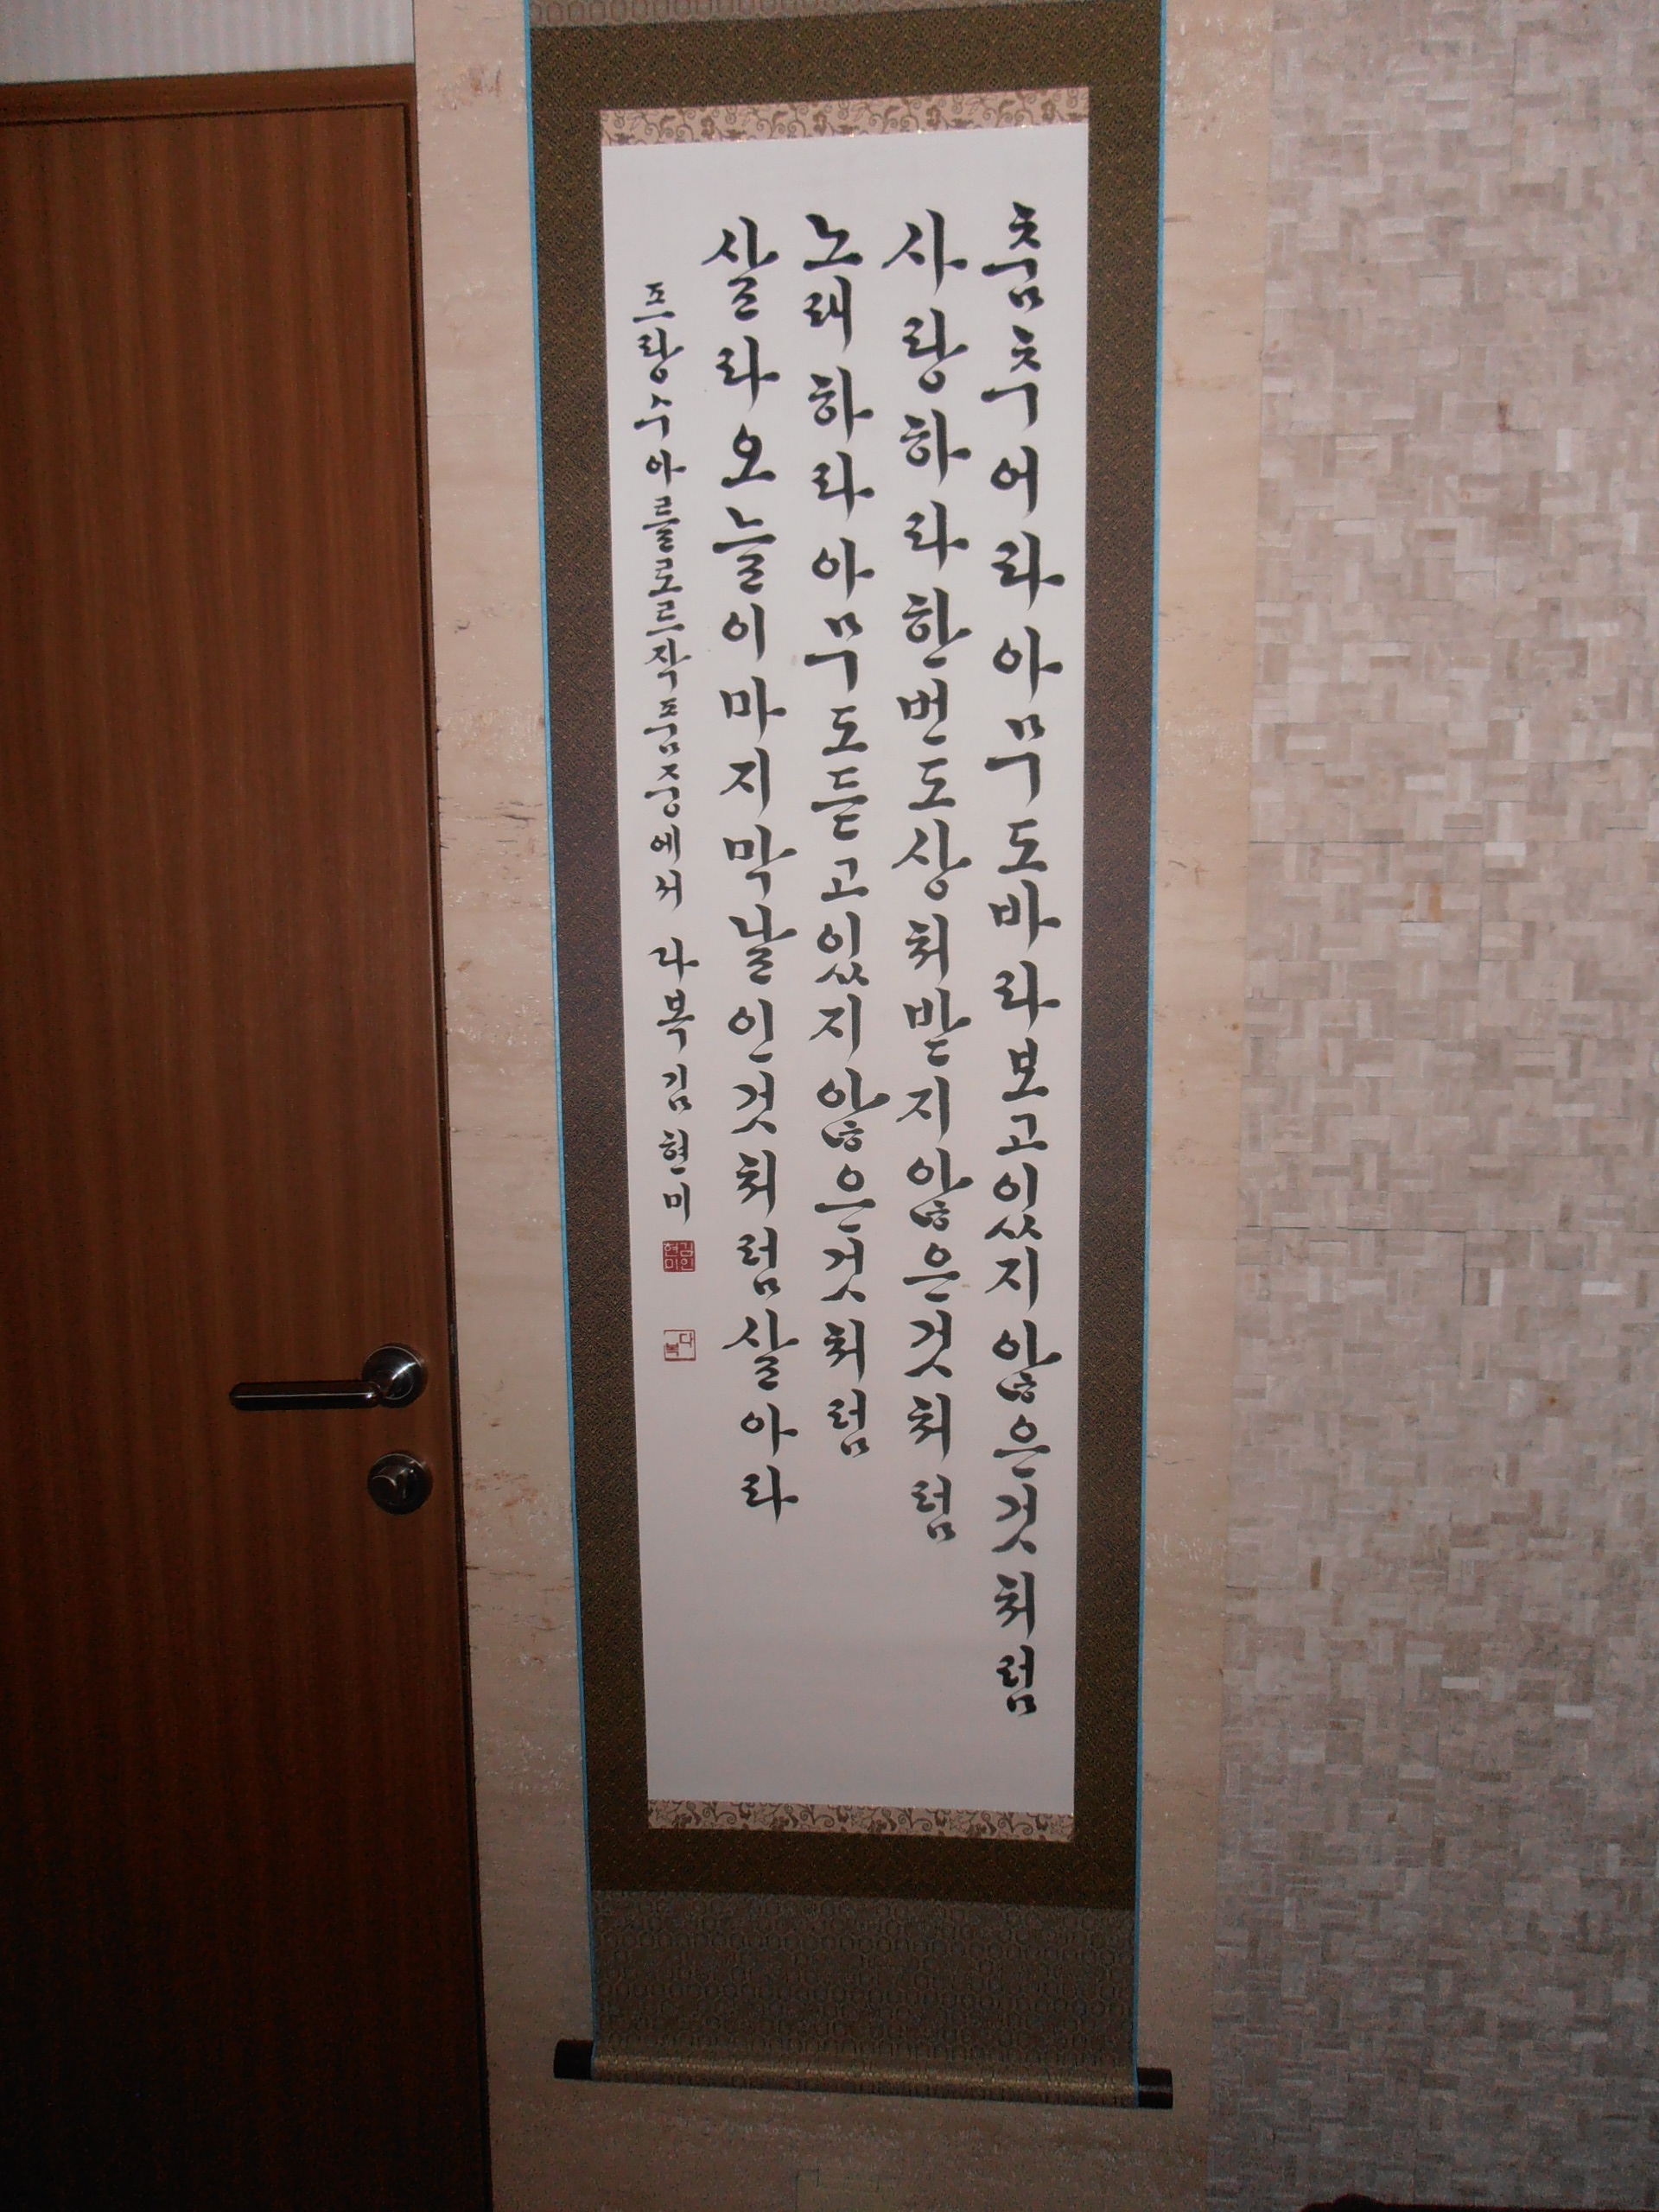 춤추어라아무도바라보고있지않은것처럼
사랑하라한번도상처받지않은것처럼
노래하라아무도듣고있지않은것처럼
살라오늘이마지막날인것처럼살아라
프랑수아를로르작품중에서 다복 김현미
김현미인
다복